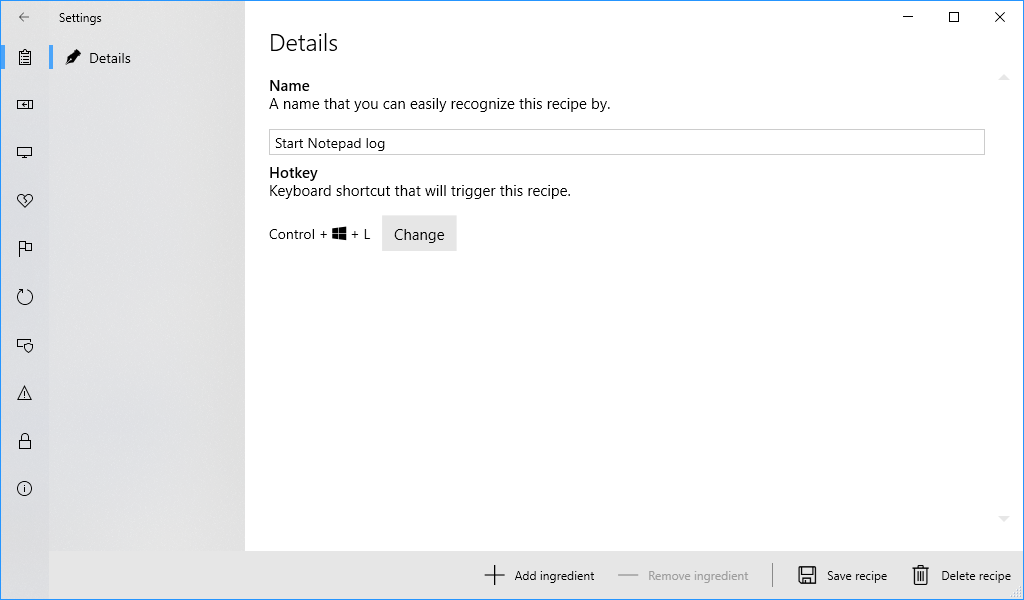 Settings
Details
Details
Name
A name that you can easily recognize this recipe by.
Start Notepad log
Hotkey
Keyboard shortcut that will trigger this recipe.
Control + + L Change
Add ingredient Remove ingredient Save recipe Delete recipe